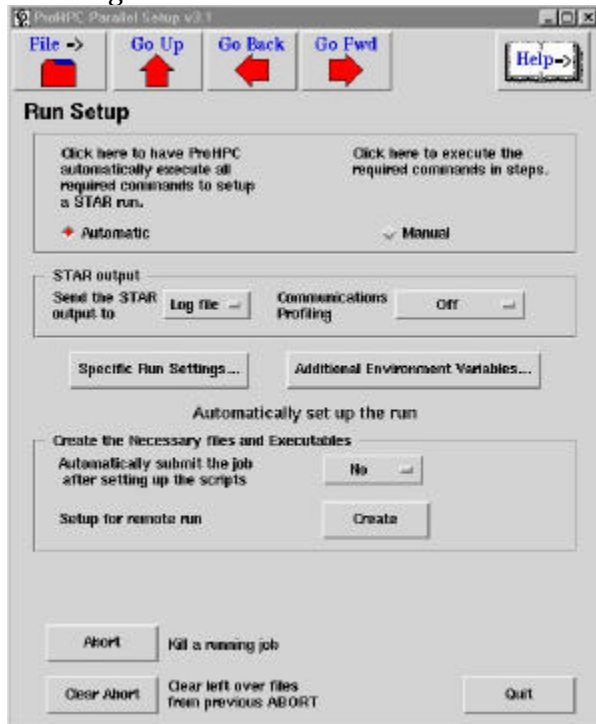 ProHPC Parallel Setup v3.1
File -> Go Up Go Back Go Fwd Help->
Run Setup
Click here to have ProHPC
automatically execute all
required commands to setup
a STAR run.
Click here to execute the
required commands in steps.
Automatic Manual
STAR output
Send the STAR
output to
Log file
Communications
Profiling
Off
Specific Run Settings... Additional Environment Variables...
Automatically set up the run
Create the Necessary files and Executables
Automatically submit the job
after setting up the scripts
No
Setup for remote run Create
Abort Kill a running job
Clear Abort
Clear left over files
from previous ABORT
Quit